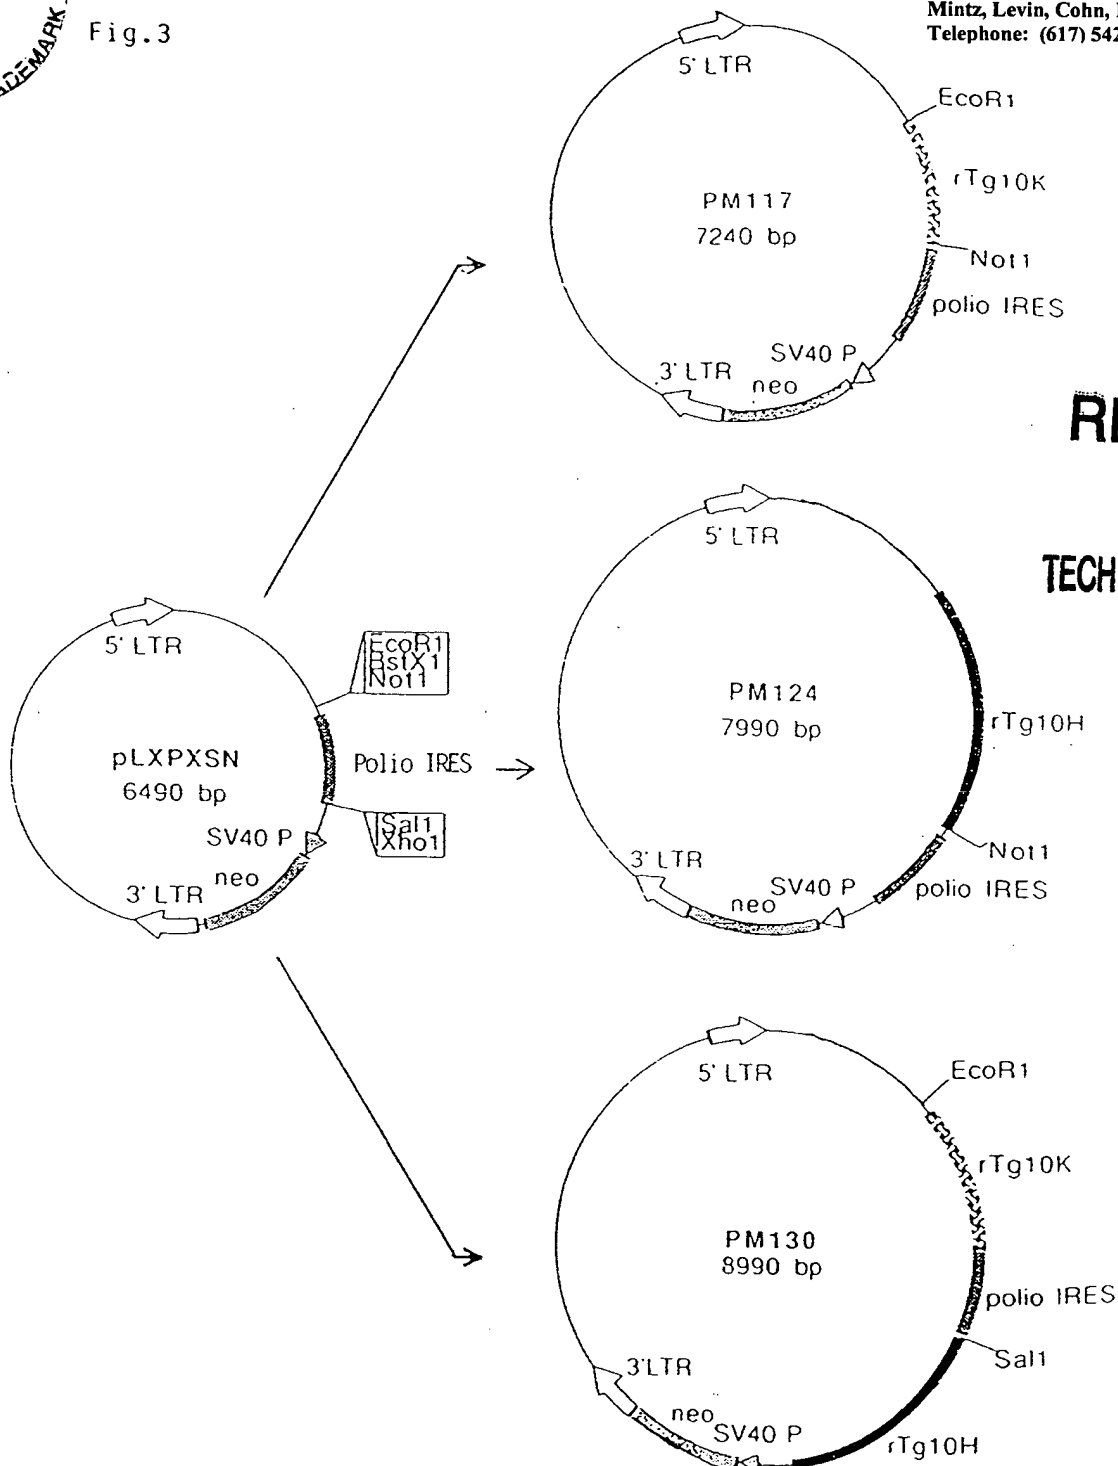 ADEMARK
Fig.3
Mintz, Levin, Cohn,
Telephone: (617) 542
5' LTR
EcoR1
rTg10K
PM117
7240 bp
Not1
polio IRES
SV40 P
3' LTR
neo
TECH
5' LTR
PM124
7990 bp
rTg10H
Not1
polio IRES
SV40 P
neo
3' LTR
5' LTR
EcoR1
BstX1
Not1
pLXPXSN
6490 bp
Polio IRES
Sal1
Xho1
SV40 P
neo
3' LTR
5' LTR
EcoR1
rTg10K
PM130
8990 bp
polio IRES
Sal1
3'LTR
neo
SV40 P
rTg10H